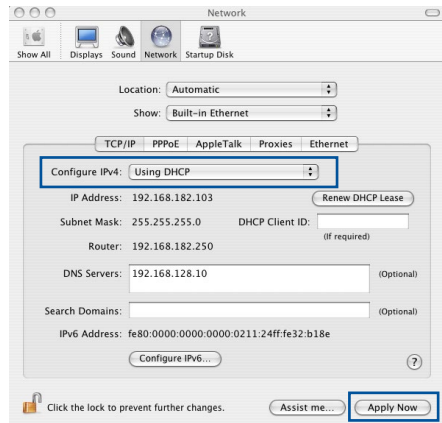 Network
Show All Displays Sound Network Startup Disk
Location: Automatic
Show: Built-in Ethernet
TCP/IP PPPoE AppleTalk Proxies Ethernet
Configure IPv4: Using DHCP
IP Address: 192.168.182.103 Renew DHCP Lease
Subnet Mask: 255.255.255.0 DHCP Client ID:
(If required)
Router: 192.168.182.250
DNS Servers: 192.168.128.10 (Optional)
Search Domains: (Optional)
IPv6 Address: fe80:0000:0000:0000:0211:24ff:fe32:b18e
Configure IPv6... ?
Click the lock to prevent further changes. Assist me... Apply Now